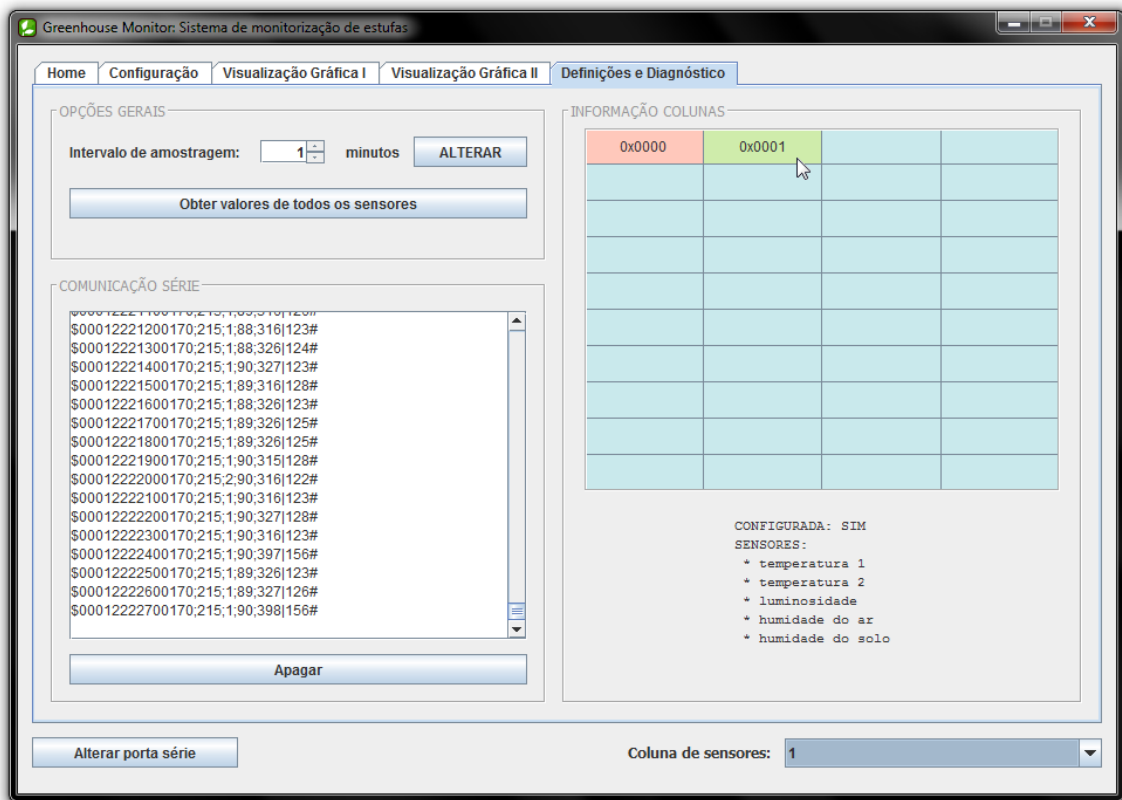 Greenhouse Monitor: Sistema de monitorização de estufas
Home
Configuração
Visualização Gráfica I
Visualização Gráfica II
Definições e Diagnóstico
OPÇÕES GERAIS
Intervalo de amostragem: 1 minutos ALTERAR
Obter valores de todos os sensores
COMUNICAÇÃO SÉRIE
$00012221200170;215;1;88;316|123#
$00012221300170;215;1;88;326|124#
$00012221400170;215;1;90;327|123#
$00012221500170;215;1;89;316|128#
$00012221600170;215;1;88;326|123#
$00012221700170;215;1;89;326|125#
$00012221800170;215;1;89;326|125#
$00012221900170;215;1;90;315|128#
$00012222000170;215;2;90;316|122#
$00012222100170;215;1;90;316|123#
$00012222200170;215;1;90;327|128#
$00012222300170;215;1;90;316|123#
$00012222400170;215;1;90;397|156#
$00012222500170;215;1;89;326|123#
$00012222600170;215;1;89;327|126#
$00012222700170;215;1;90;398|156#
Apagar
INFORMAÇÃO COLUNAS
0x0000 0x0001
CONFIGURADA: SIM
SENSORES:
* temperatura 1
* temperatura 2
* luminosidade
* humidade do ar
* humidade do solo
Alterar porta série
Coluna de sensores: 1